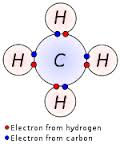 H
H C H
H
Electron from hydrogen
Electron from carbon